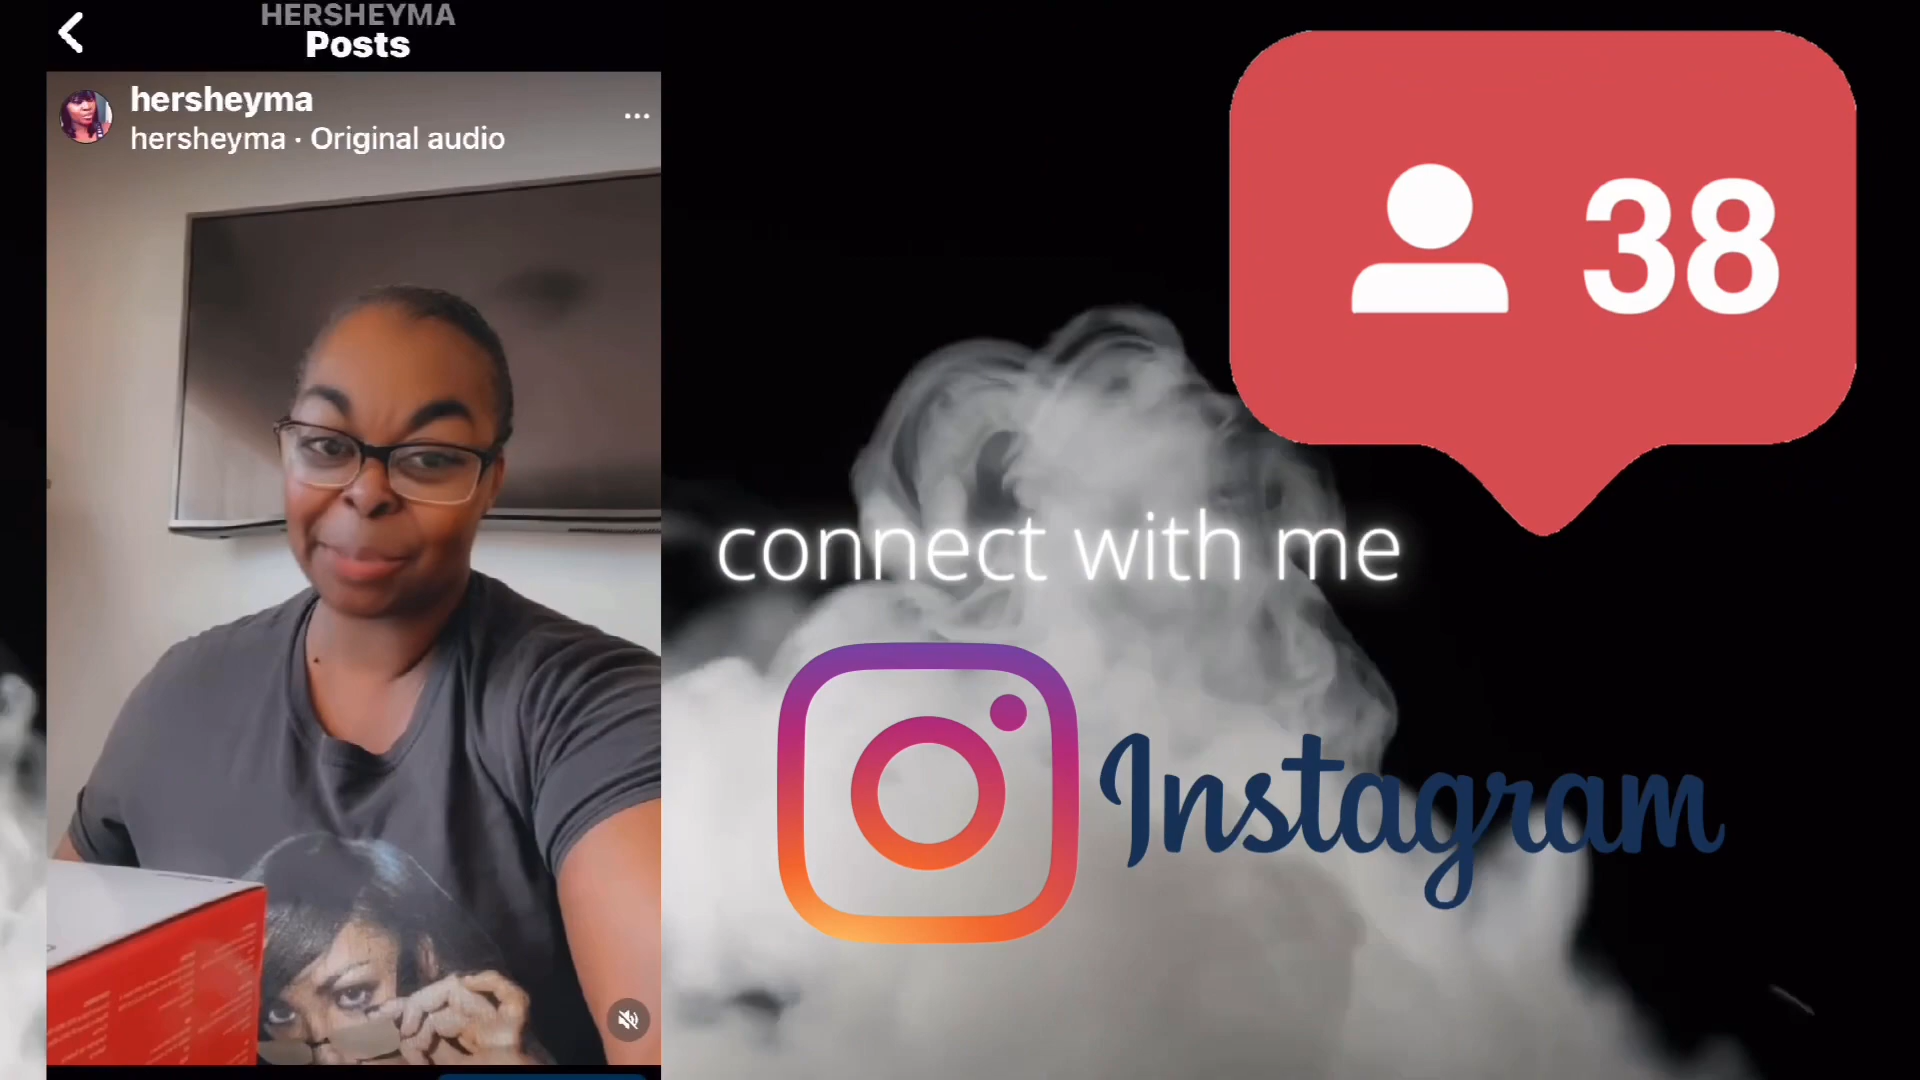 HERSHEYMA
Posts
hersheyma
hersheyma · Original audio
38
connect with me
Instagram